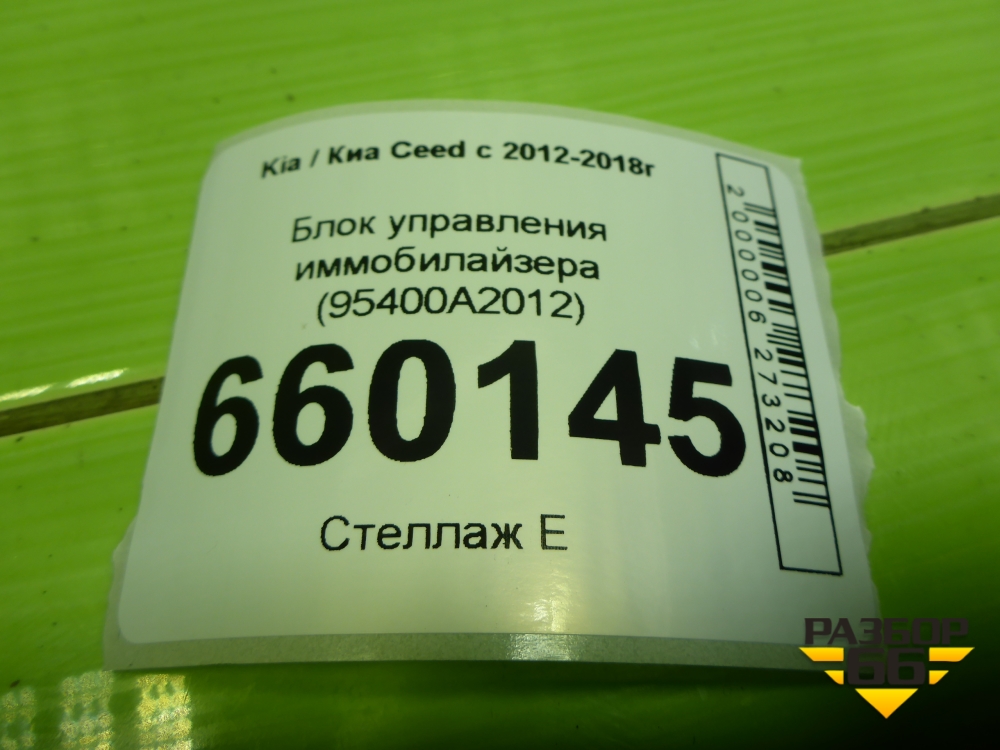 Kia / Киа Ceed с 2012-2018г
Блок управления
иммобилайзера
(95400A2012)
660145
Стеллаж Е
2000006273208
РАЗБОР
66